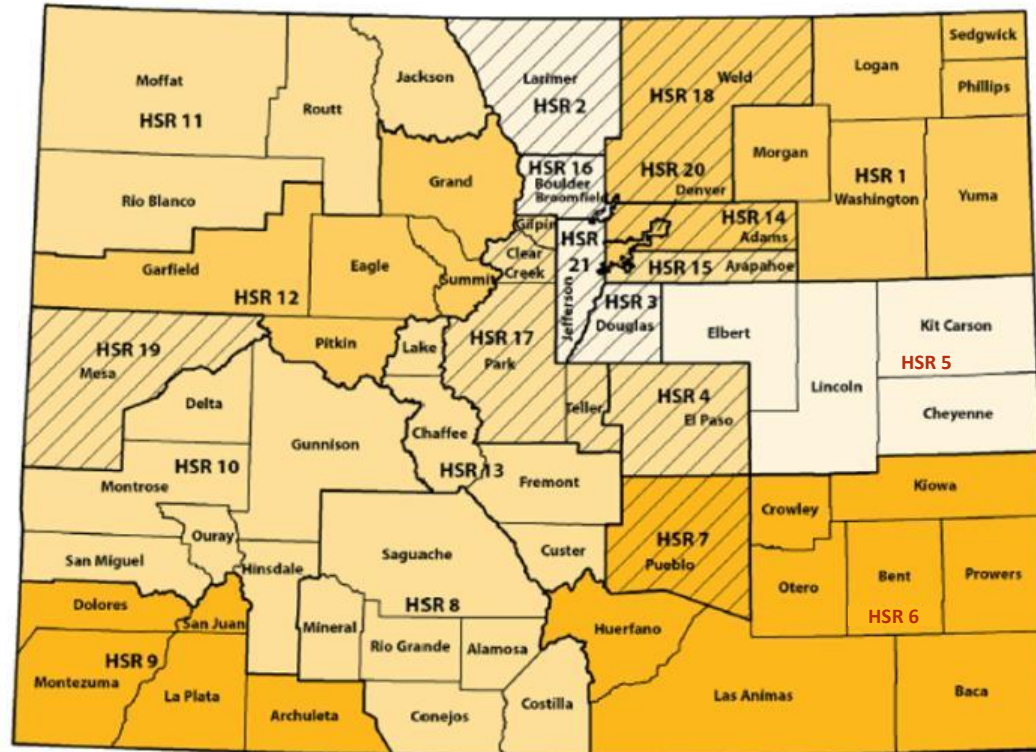 Moffat
HSR 11
Routt
Jackson
Larimer
HSR 2
Weld
HSR 18
Logan
Sedgwick
Phillips
Rio Blanco
Grand
HSR 16
Boulder
Broomfield
HSR 20
Denver
Morgan
HSR 1
Washington
Yuma
Garfield
HSR 12
Eagle
Summit
Gilpin
Clear
Creek
HSR
21
Jefferson
HSR 14
Adams
HSR 15
Arapahoe
HSR 19
Mesa
Pitkin
Lake
HSR 17
Park
HSR 3
Douglas
Elbert
Lincoln
Kit Carson
HSR 5
Cheyenne
Delta
Gunnison
Chaffee
Teller
HSR 4
El Paso
HSR 10
Montrose
HSR 13
Fremont
Kiowa
Crowley
Ouray
San Miguel
Hinsdale
Saguache
Custer
HSR 7
Pueblo
Otero
Bent
HSR 6
Prowers
Dolores
San Juan
HSR 8
Mineral
Rio Grande
Alamosa
Huerfano
HSR 9
Montezuma
La Plata
Archuleta
Conejos
Costilla
Las Animas
Baca